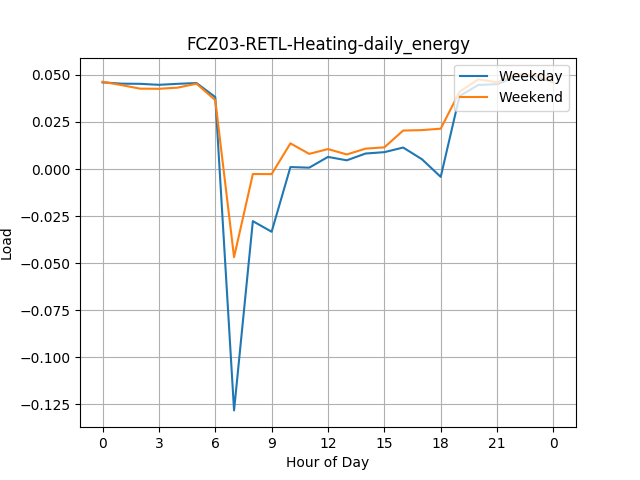 FCZ03-RETL-Heating-daily_energy
Weekday
Weekend
0.050
0.025
0.000
-0.025
-0.050
-0.075
-0.100
-0.125
Load
0 3 6 9 12 15 18 21 0
Hour of Day